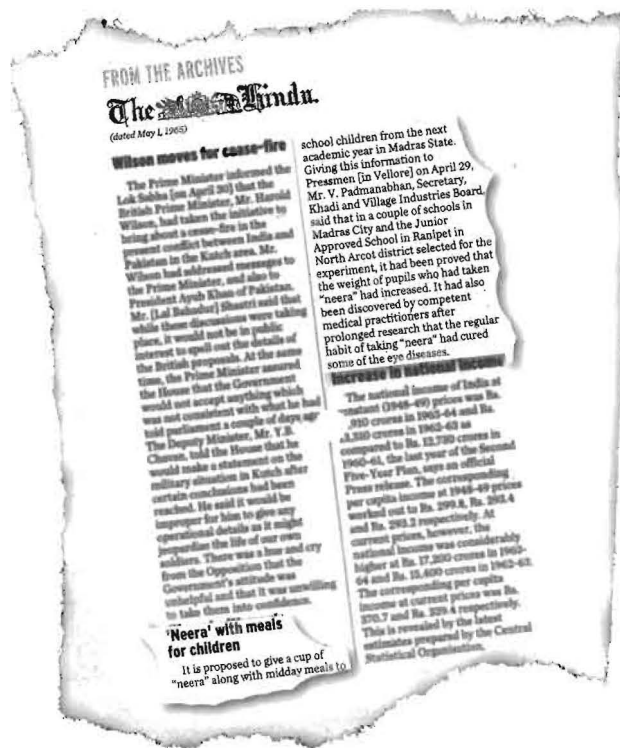 FROM THE ARCHIVES
The Hindu.
(dated May 1, 1965)
Wilson moves for cease-fire
The Prime Minister informed the
Lok Sabha [on April 30] that the
British Prime Minister, Mr. Harold
Wilson, had taken the initiative to
bring about a cease-fire in the
present conflict between India and
Pakistan in the Kutch area. Mr.
Wilson had addressed messages to
the Prime Minister, and also to
President Ayub Khan of Pakistan.
Mr. [Lal Bahadur] Shastri said that
while these discussions were taking
place, it would not be in public
interest to spell out the details of
the British proposals. At the same
time, the Prime Minister assured
the House that the Government
would not accept anything which
was not consistent with what he had
told parliament a couple of days ago
The Deputy Minister, Mr. Y.B.
Chavan, told the House that he
would make a statement on the
military situation in Kutch after
certain conclusions had been
reached. He said it would be
improper for him to give any
operational details as it might
jeopardise the life of our own
soldiers. There was a hue and cry
from the Opposition that the
Government's attitude was
unhelpful and that it was unwilling
to take them into confidence.
'Neera' with meals
for children
It is proposed to give a cup of
"neera" along with midday meals to
school children from the next
academic year in Madras State.
Giving this information to
Pressmen [in Vellore] on April 29,
Mr. V. Padmanabhan, Secretary,
Khadi and Village Industries Board,
said that in a couple of schools in
Madras City and the Junior
Approved School in Ranipet in
North Arcot district selected for the
experiment, it had been proved that
the weight of pupils who had taken
"neera" had increased. It had also
been discovered by competent
medical practitioners after
prolonged research that the regular
habit of taking "neera" had cured
some of the eye diseases.
Increase in national income
The national income of India at
constant (1948-49) prices was Rs.
,910 crores in 1963-64 and Rs.
,310 crores in 1962-63 as
compared to Rs. 12,730 crores in
1960-61, the last year of the Second
Five-Year Plan, says an official
Press release. The corresponding
per capita income at 1948-49 prices
worked out to Rs. 299.8, Rs. 293.4
and Rs. 293.2 respectively. At
current prices, however, the
national income was considerably
higher at Rs. 17,200 crores in 1963-
64 and Rs. 15,400 crores in 1962-63.
The corresponding per capita
income at current prices was Rs.
370.7 and Rs. 339.4 respectively.
This is revealed by the latest
estimates prepared by the Central
Statistical Organisation.